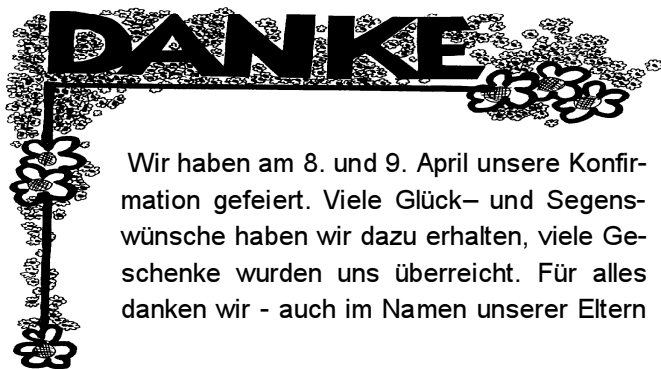 DANKE
Wir haben am 8. und 9. April unsere Konfir-
mation gefeiert. Viele Glück– und Segens-
wünsche haben wir dazu erhalten, viele Ge-
schenke wurden uns überreicht. Für alles
danken wir - auch im Namen unserer Eltern